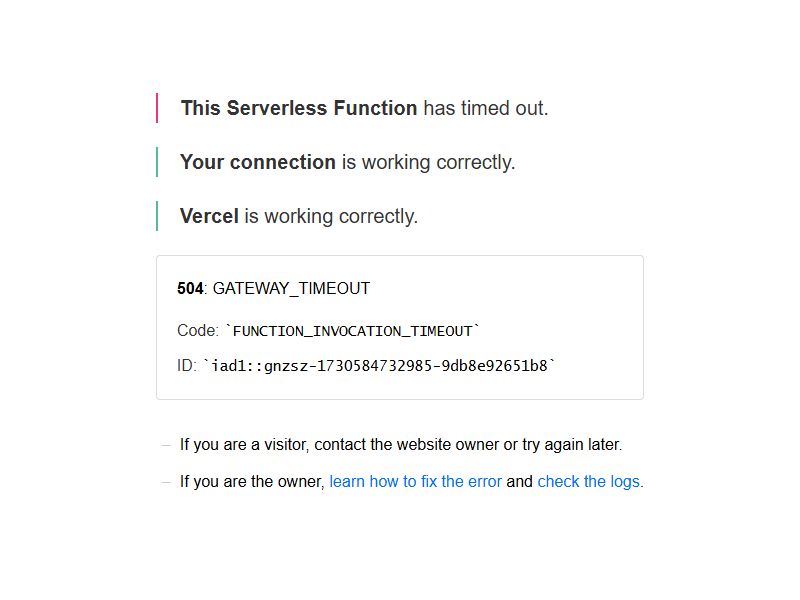 This Serverless Function has timed out.
Your connection is working correctly.
Vercel is working correctly.
504: GATEWAY_TIMEOUT
Code: `FUNCTION_INVOCATION_TIMEOUT`
ID: `iad1::gnzsz-1730584732985-9db8e92651b8`
– If you are a visitor, contact the website owner or try again later.
– If you are the owner, learn how to fix the error and check the logs.